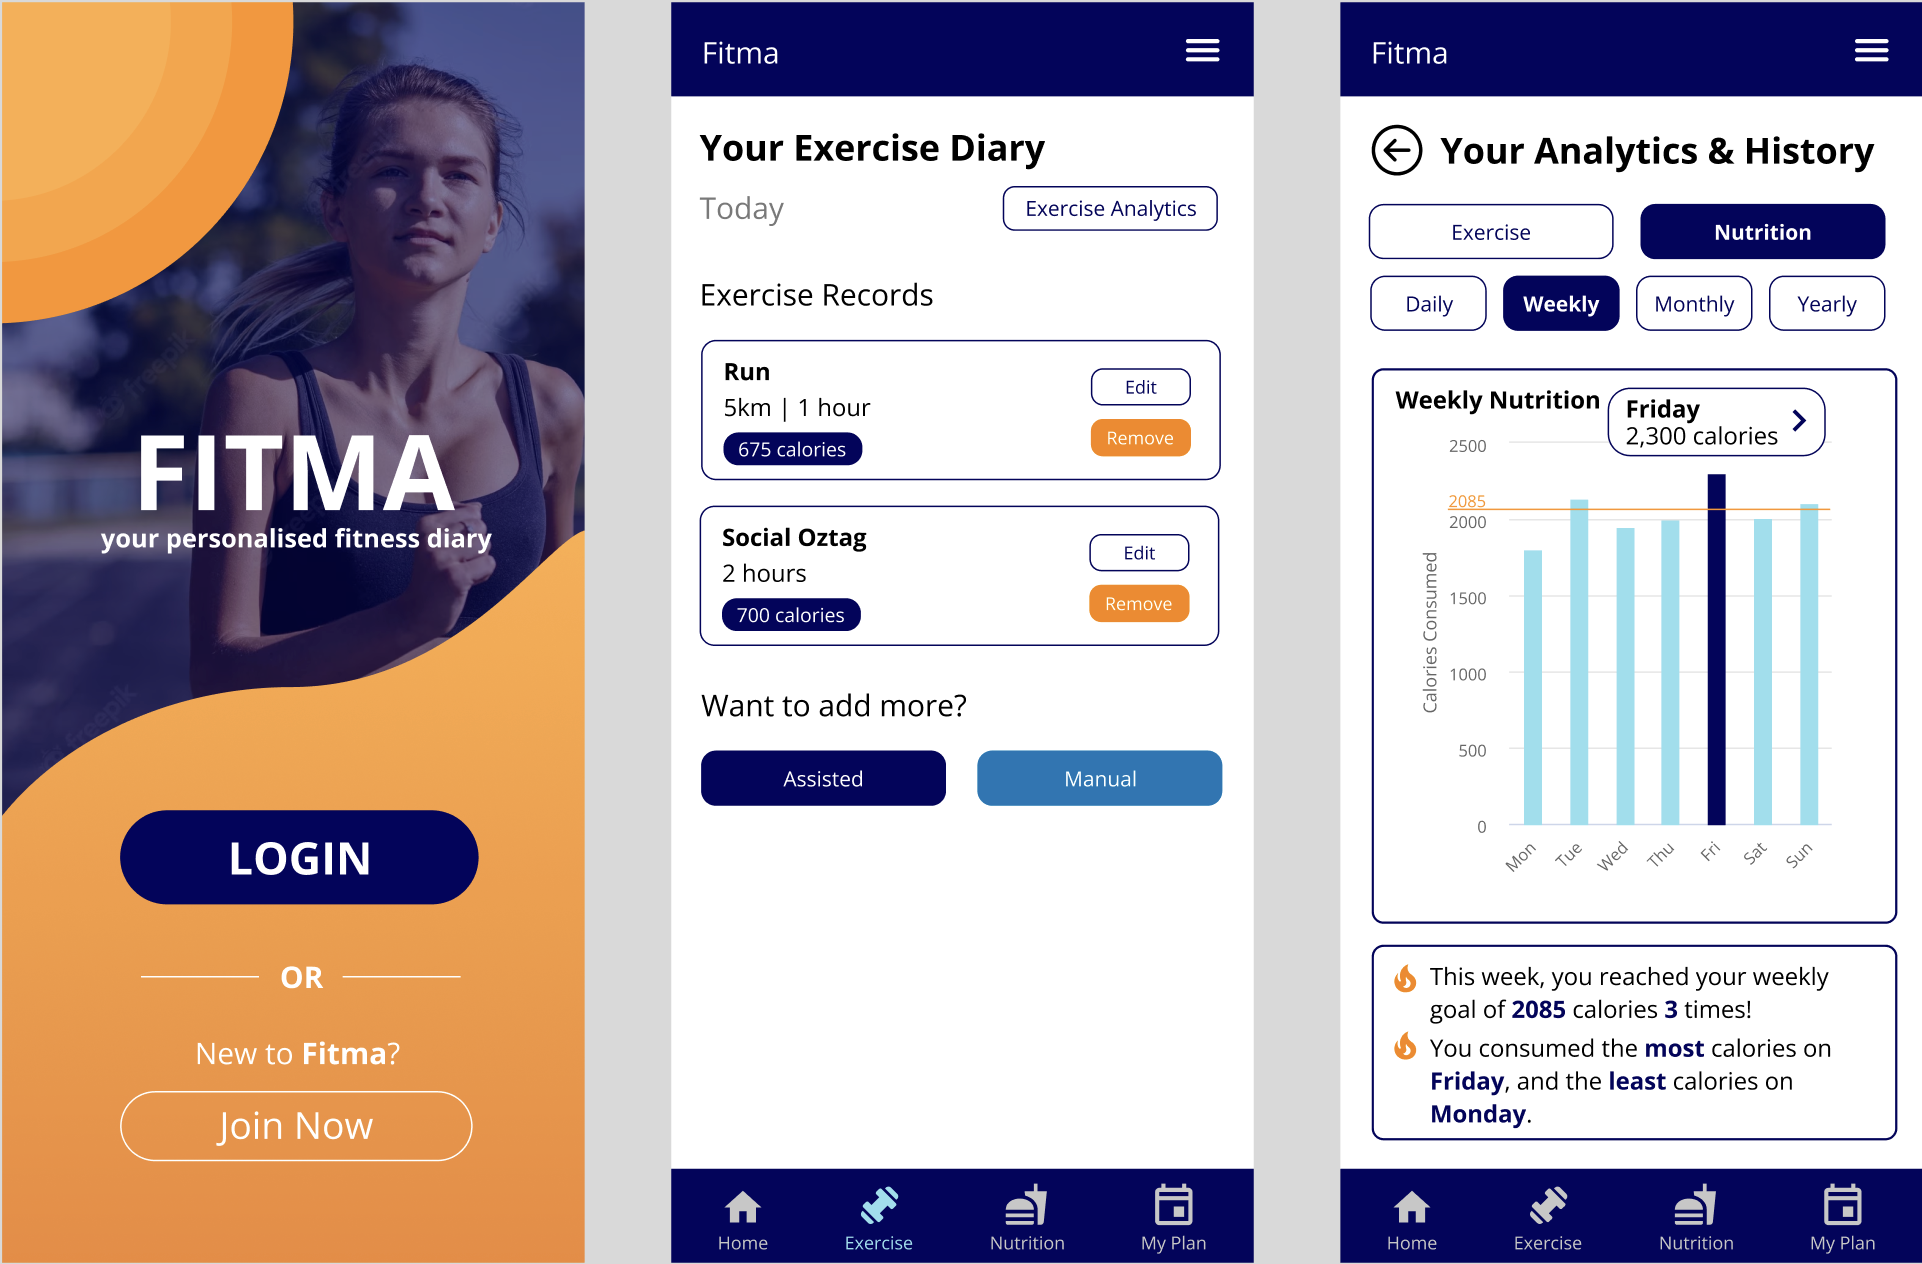 FITMA
your personalised fitness diary
LOGIN
OR
New to Fitma?
Join Now
freepik
freepik
Fitma
Your Exercise Diary
Today
Exercise Analytics
Exercise Records
Run
5km | 1 hour
675 calories
Edit
Remove
Social Oztag
2 hours
700 calories
Edit
Remove
Want to add more?
Assisted
Manual
Home
Exercise
Nutrition
My Plan
Fitma
Your Analytics & History
Exercise
Nutrition
Daily
Weekly
Monthly
Yearly
Weekly Nutrition
Friday
2,300 calories
2500
2085
2000
1500
1000
500
0
Calories Consumed
Mon
Tue
Wed
Thu
Fri
Sat
Sun
This week, you reached your weekly
goal of 2085 calories 3 times!
You consumed the most calories on
Friday, and the least calories on
Monday.
Home
Exercise
Nutrition
My Plan